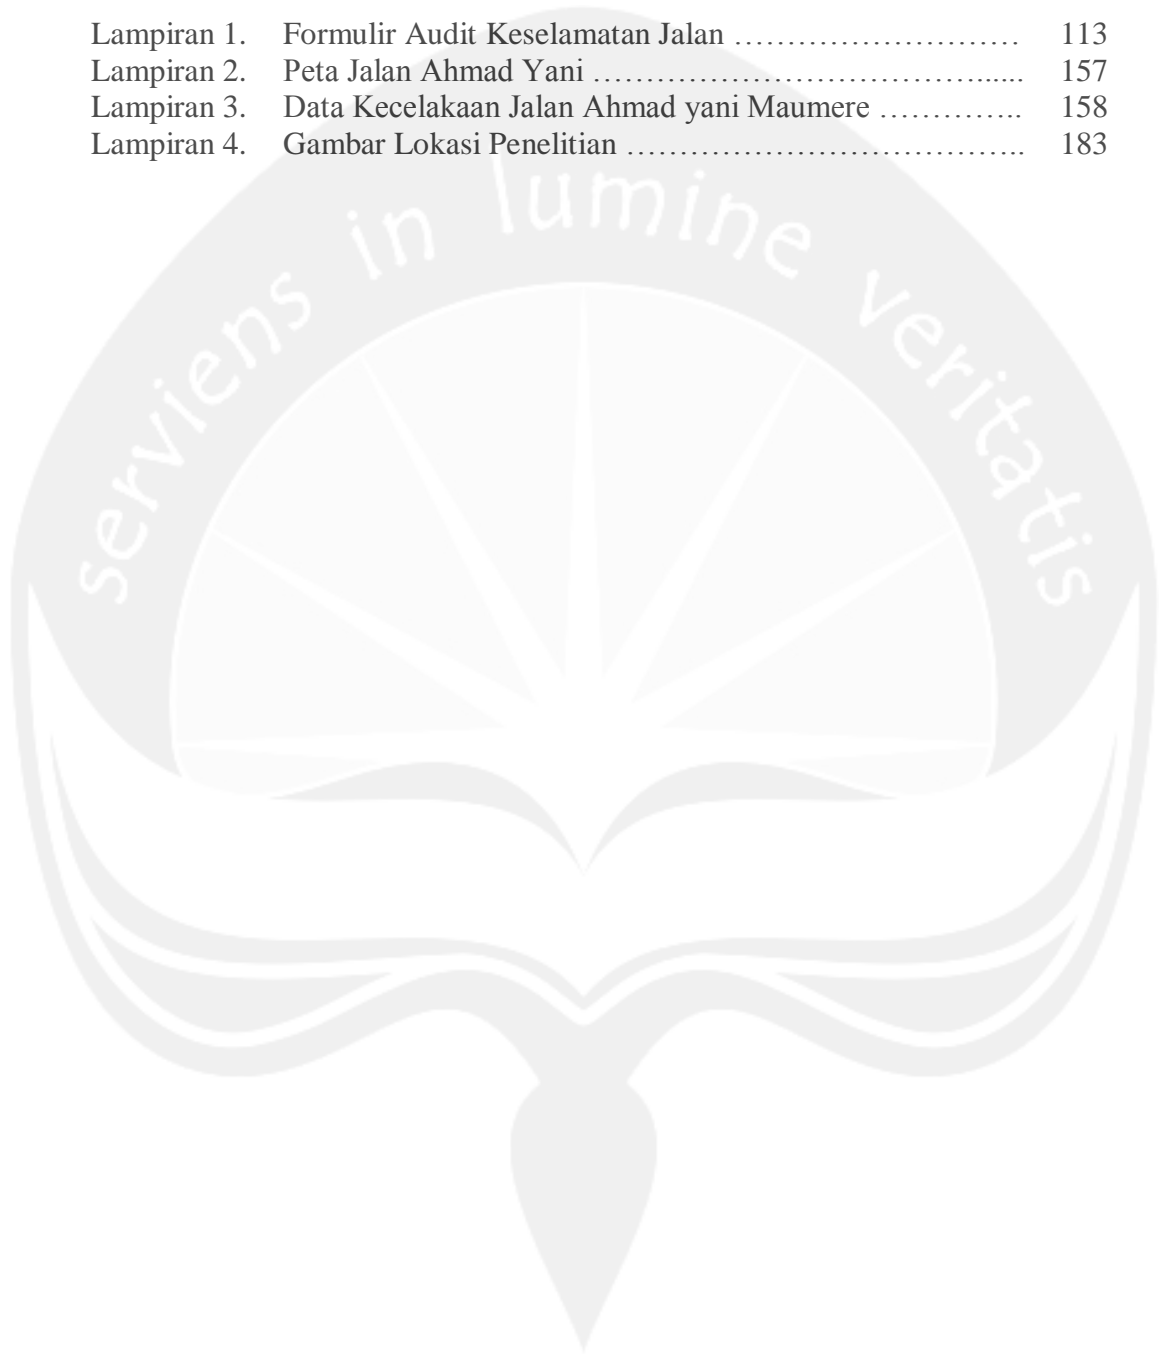 Lampiran 1. Formulir Audit Keselamatan Jalan ……………………… 113
Lampiran 2. Peta Jalan Ahmad Yani ………………………………...... 157
Lampiran 3. Data Kecelakaan Jalan Ahmad yani Maumere ………….. 158
Lampiran 4. Gambar Lokasi Penelitian ……………………………….. 183
serviens in lumine veritatis